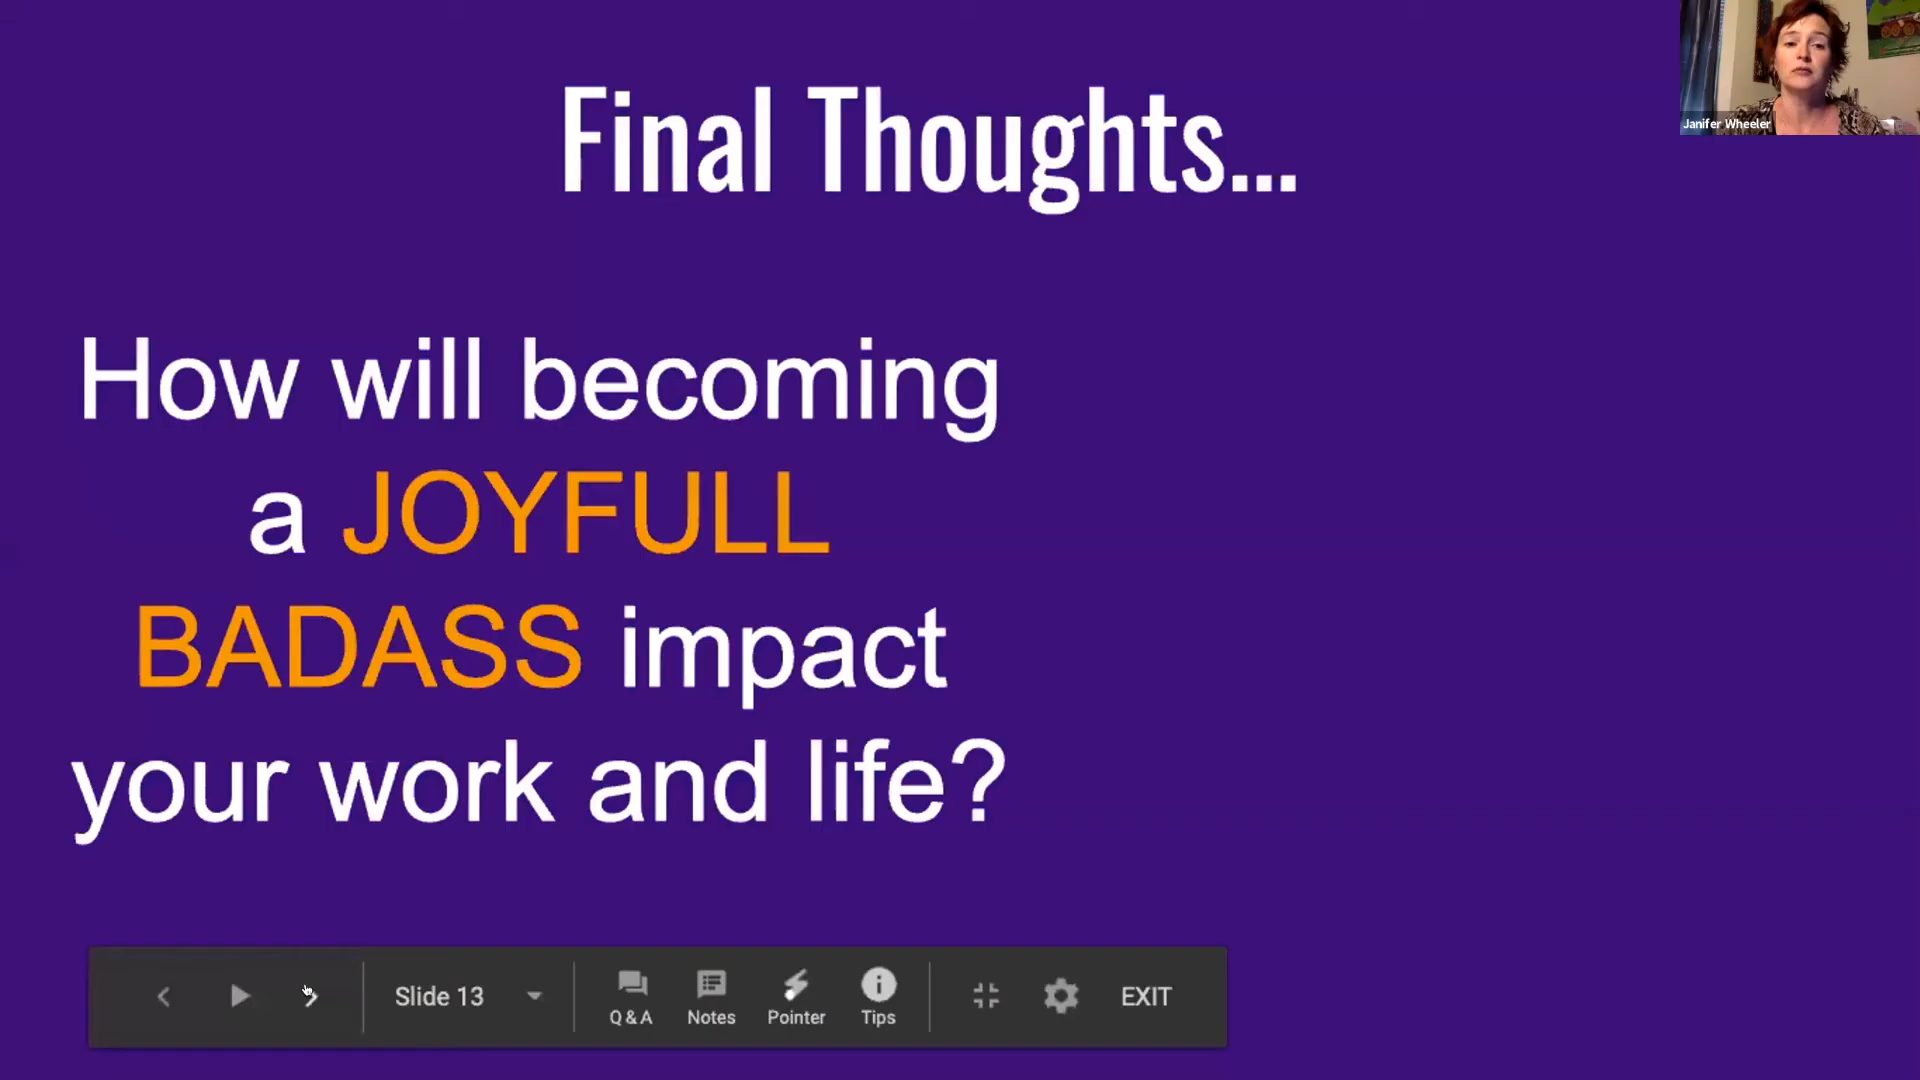 Final Thoughts...
Janifer Wheeler
How will becoming
a JOYFULL
BADASS impact
your work and life?
Slide 13
Q & A
Notes
Pointer
Tips
EXIT